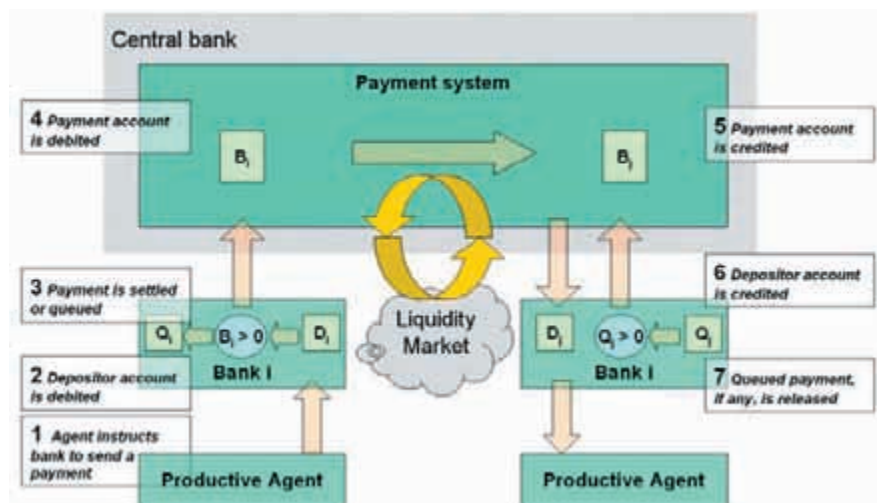 Central bank
Payment system
4 Payment account
is debited
5 Payment account
is credited
Bi
Bj
3 Payment is settled
or queued
6 Depositor account
is credited
Qi
Bi > 0
Di
Liquidity
Market
Dj
Qj > 0
Qj
Bank i
Bank i
2 Depositor account
is debited
7 Queued payment,
if any, is released
1 Agent instructs
bank to send a
payment
Productive Agent
Productive Agent